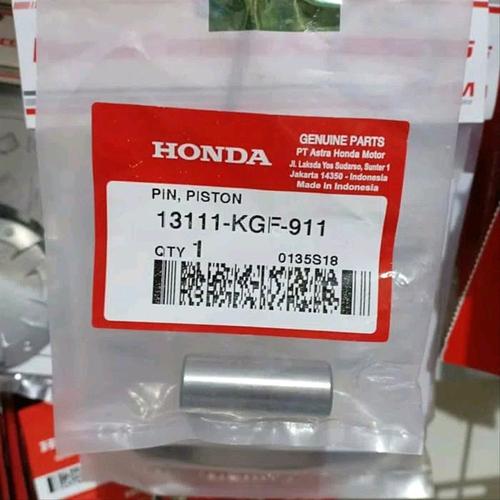 HONDA
GENUINE PARTS
PT Astra Honda Motor
Jl. Laksda Yos Sudarso, Sunter 1
Jakarta 14350 - Indonesia
Made in Indonesia
PIN, PISTON
13111-KGF-911
QTY 1
0135S18